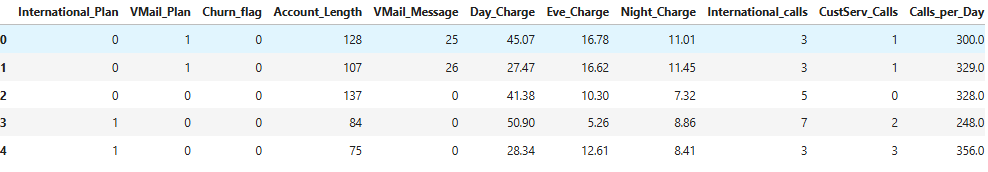 International_Plan VMail_Plan Churn_flag Account_Length VMail_Message Day_Charge Eve_Charge Night_Charge International_calls CustServ_Calls Calls_per_Day
0 0 1 0 128 25 45.07 16.78 11.01 3 1 300.0
1 0 1 0 107 26 27.47 16.62 11.45 3 1 329.0
2 0 0 0 137 0 41.38 10.30 7.32 5 0 328.0
3 1 0 0 84 0 50.90 5.26 8.86 7 2 248.0
4 1 0 0 75 0 28.34 12.61 8.41 3 3 356.0